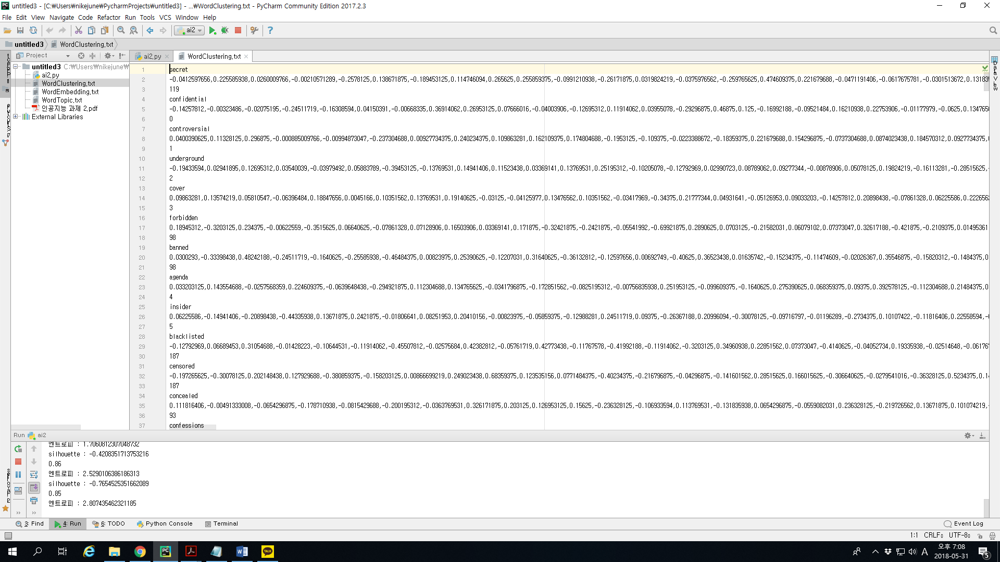 untitled3 - [C:₩Users₩nikejune₩PycharmProjects₩untitled3] - ...₩WordClustering.txt - PyCharm Community Edition 2017.2.3
File Edit View Navigate Code Refactor Run Tools VCS Window Help
ai2
untitled3 WordClustering.txt
Project
ai2.py WordClustering.txt
untitled3 C:₩Users₩nikejune₩
ai2.py
WordClustering.txt
WordEmbedding.txt
WordTopic.txt
인공지능 과제 2.pdf
External Libraries
1 secret
2 -0.0412597656,0.225585938,0.0260009766,-0.00210571289,-0.2578125,0.138671875,-0.189453125,0.114746094,0.265625,0.255859375,-0.0991210938,-0.26171875,0.0319824219,-0.0375976562,-0.259765625,0.474609375,0.221679688,-0.0471191406,-0.0617675781,-0.0301513672,0.13183
3 119
4 confidential
5 -0.14257812,-0.00323486,-0.02075195,-0.24511719,-0.16308594,0.04150391,-0.00668335,0.36914062,0.26953125,0.07666016,-0.04003906,-0.12695312,0.11914062,0.03955078,-0.29296875,0.46875,0.125,-0.16992188,-0.09521484,0.16210938,0.22753906,-0.01177979,-0.0625,0.134765
6 0
7 controversial
8 0.0400390625,0.11328125,0.296875,-0.000885009766,-0.00994873047,-0.237304688,0.00927734375,0.240234375,0.109863281,0.162109375,0.174804688,-0.1953125,-0.109375,-0.0223388672,-0.18359375,0.221679688,0.154296875,-0.0737304688,0.0874023438,0.184570312,0.0927734375,
9 1
10 underground
11 -0.19433594,0.02941895,0.12695312,0.03540039,-0.03979492,0.05883789,-0.39453125,-0.13769531,0.14941406,0.11523438,0.03369141,0.13769531,0.25195312,-0.10205078,-0.12792969,0.02990723,0.08789062,0.09277344,-0.00878906,0.05078125,0.19824219,-0.16113281,-0.28515625,
12 2
13 cover
14 0.09863281,0.13574219,0.05810547,-0.06396484,0.18847656,0.0045166,0.10351562,0.13769531,0.19140625,-0.03125,-0.04125977,0.13476562,0.10351562,-0.03417969,-0.34375,0.21777344,0.04931641,-0.05126953,0.09033203,-0.14257812,0.20898438,-0.07861328,0.06225586,0.222656
15 3
16 forbidden
17 0.18945312,-0.3203125,0.234375,-0.00622559,-0.3515625,0.06640625,-0.07861328,0.07128906,0.16503906,0.03369141,0.171875,-0.32421875,-0.2421875,-0.05541992,-0.69921875,0.2890625,0.0703125,-0.21582031,0.06079102,0.07373047,0.32617188,-0.421875,-0.2109375,0.01495361
18 98
19 banned
20 0.0300293,-0.33398438,0.48242188,-0.24511719,-0.1640625,-0.25585938,-0.46484375,0.00823975,0.25390625,-0.12207031,0.31640625,-0.36132812,-0.12597656,0.00692749,-0.40625,0.36523438,0.01635742,-0.15234375,-0.11474609,-0.02026367,0.35546875,-0.15820312,-0.1484375,0
21 98
22 agenda
23 0.033203125,0.143554688,-0.0257568359,0.224609375,-0.0639648438,-0.294921875,0.112304688,0.134765625,-0.0341796875,-0.172851562,-0.0825195312,-0.00756835938,0.251953125,-0.099609375,-0.1640625,0.275390625,0.068359375,0.09375,0.392578125,-0.112304688,0.21484375,0
24 4
25 insider
26 0.06225586,-0.14941406,-0.20898438,-0.44335938,0.13671875,0.2421875,-0.01806641,0.08251953,0.20410156,-0.00823975,-0.05859375,-0.12988281,0.24511719,0.09375,-0.26367188,0.20996094,-0.30078125,-0.09716797,-0.01196289,-0.2734375,0.10107422,-0.11816406,0.22558594,-
27 5
28 blacklisted
29 -0.12792969,0.06689453,0.31054688,-0.01428223,-0.10644531,-0.11914062,-0.45507812,-0.02575684,0.42382812,-0.05761719,0.42773438,-0.11767578,-0.41992188,-0.11914062,-0.3203125,0.34960938,0.22851562,0.07373047,-0.4140625,-0.04052734,0.19335938,-0.02514648,-0.06176
30 187
31 censored
32 -0.197265625,-0.30078125,0.202148438,0.127929688,-0.380859375,-0.158203125,0.00866699219,0.249023438,0.68359375,0.123535156,0.0771484375,-0.40234375,-0.216796875,-0.04296875,-0.141601562,0.28515625,0.166015625,-0.306640625,-0.0279541016,-0.36328125,0.5234375,0.1
33 187
34 concealed
35 0.111816406,-0.00491333008,-0.0654296875,-0.178710938,-0.0815429688,-0.200195312,-0.0363769531,0.326171875,0.203125,0.126953125,0.15625,-0.236328125,-0.106933594,0.113769531,-0.131835938,0.0654296875,-0.0559082031,0.236328125,-0.219726562,0.13671875,0.101074219,-
36 93
37 confessions
Run ai2
엔트로피 : 1.7060812307048732
silhouette : -0.4208351713753216
0.86
엔트로피 : 2.5290106386186313
silhouette : -0.7654525351662089
0.85
엔트로피 : 2.807435462321185
3: Find 4: Run 6: TODO Python Console Terminal Event Log
1:1 CRLF UTF-8
Data View
TALK
A
오후 7:08
2018-05-31
5